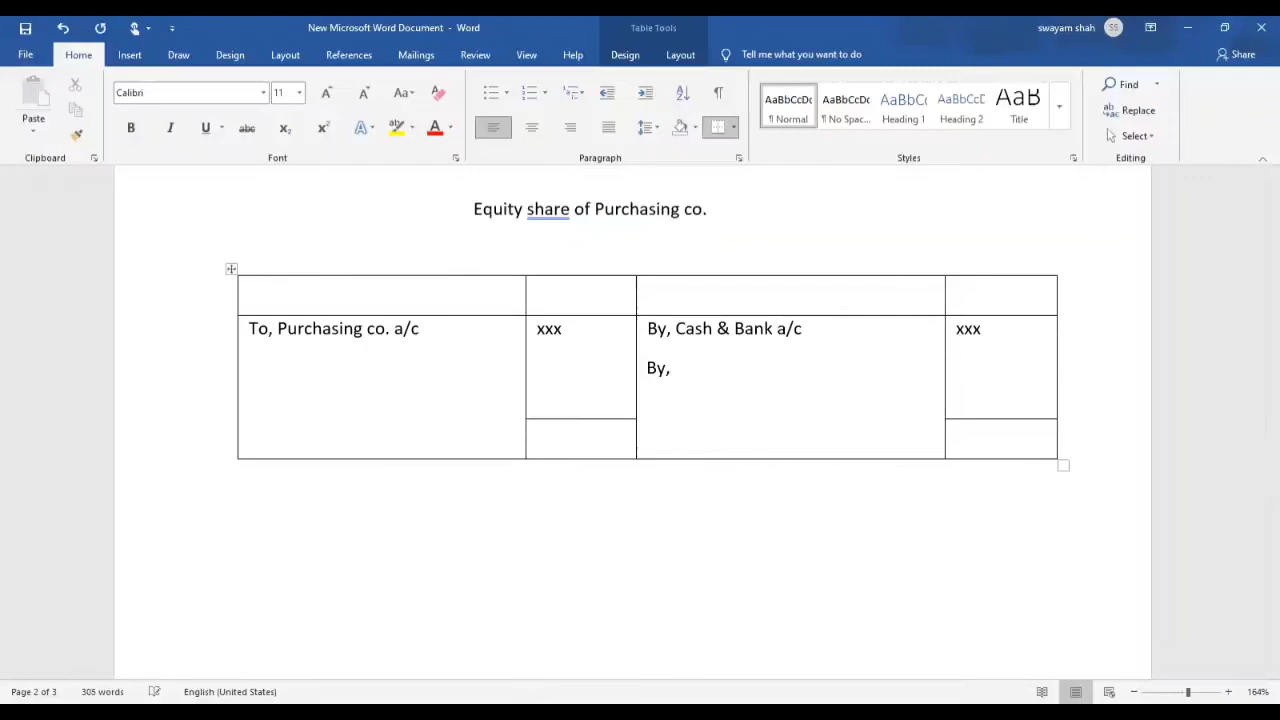 New Microsoft Word Document - Word
Table Tools
swayam shah
SS
File
Home
Insert
Draw
Design
Layout
References
Mailings
Review
View
Help
Design
Layout
Tell me what you want to do
Share
Paste
Clipboard
Calibri
11
Font
Paragraph
AaBbCcDc
¶ Normal
AaBbCcDc
¶ No Spac...
AaBbC(
Heading 1
AaBbCcD
Heading 2
AaB
Title
Styles
Find
Replace
Select
Editing
Equity share of Purchasing co.
To, Purchasing co. a/c
xxx
By, Cash & Bank a/c
xxx
By,
Page 2 of 3
305 words
English (United States)
164%